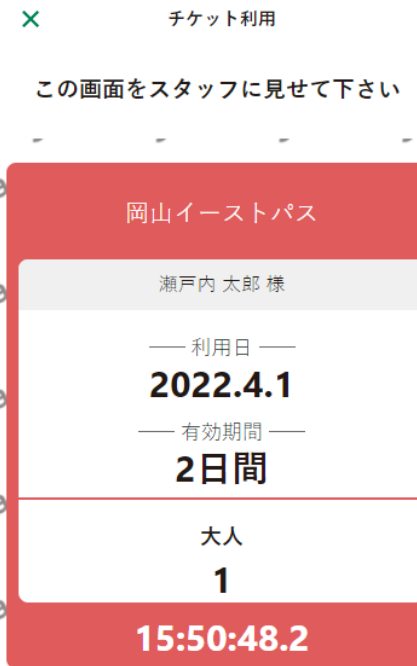 チケット利用
この画面をスタッフに見せて下さい
岡山イーストパス
瀬戸内 太郎 様
利用日
2022.4.1
有効期間
2日間
大人
1
15:50:48.2